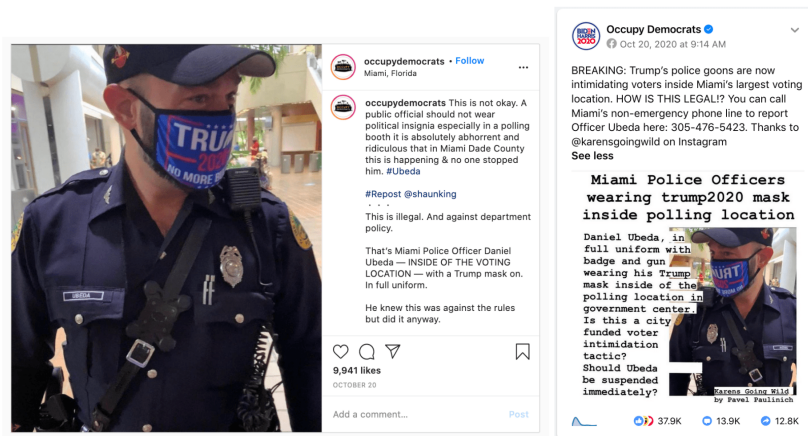 occupydemocrats • Follow
Miami, Florida
occupydemocrats This is not okay. A
public official should not wear
political insignia especially in a polling
booth it is absolutely abhorrent and
ridiculous that in Miami Dade County
this is happening & no one stopped
him. #Ubeda
#Repost @shaunking
• • •
This is illegal. And against department
policy.
That's Miami Police Officer Daniel
Ubeda — INSIDE OF THE VOTING
LOCATION — with a Trump mask on.
In full uniform.
He knew this was against the rules
but did it anyway.
9,941 likes
OCTOBER 20
Add a comment...
Post
TRUMP
2020
NO MORE
UBEDA
BIDEN
HARRIS
2020
Occupy Democrats
Oct 20, 2020 at 9:14 AM
BREAKING: Trump's police goons are now
intimidating voters inside Miami's largest voting
location. HOW IS THIS LEGAL!? You can call
Miami's non-emergency phone line to report
Officer Ubeda here: 305-476-5423. Thanks to
@karensgoingwild on Instagram
See less
Miami Police Officers
wearing trump2020 mask
inside polling location
Daniel Ubeda, in
full uniform with
badge and gun
wearing his Trump
mask inside of the
polling location in
government center.
Is this a city
funded voter
intimidation
tactic?
Should Ubeda
be suspended
immediately?
Karens Going Wild
by Pavel Paulinich
37.9K
13.9K
12.8K